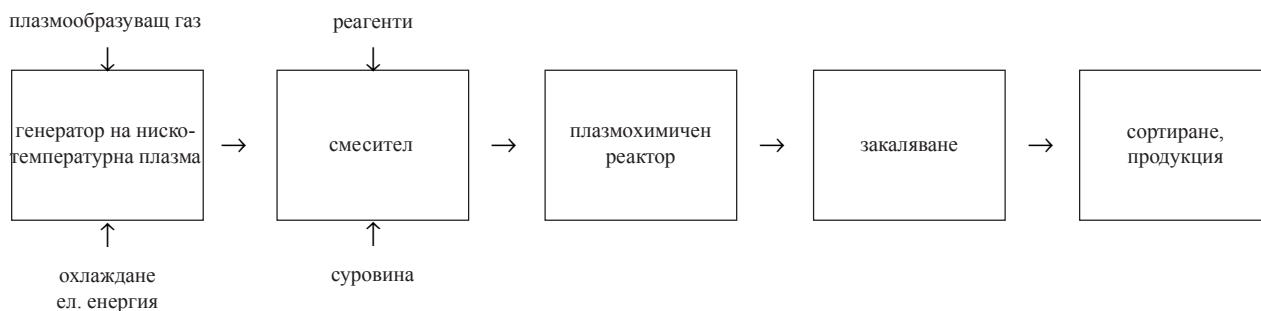 плазмообразуващ газ
реагенти
генератор на ниско-
температурна плазма
смесител
плазмохимичен
реактор
закаляване
сортиране,
продукция
охлаждане
ел. енергия
суровина